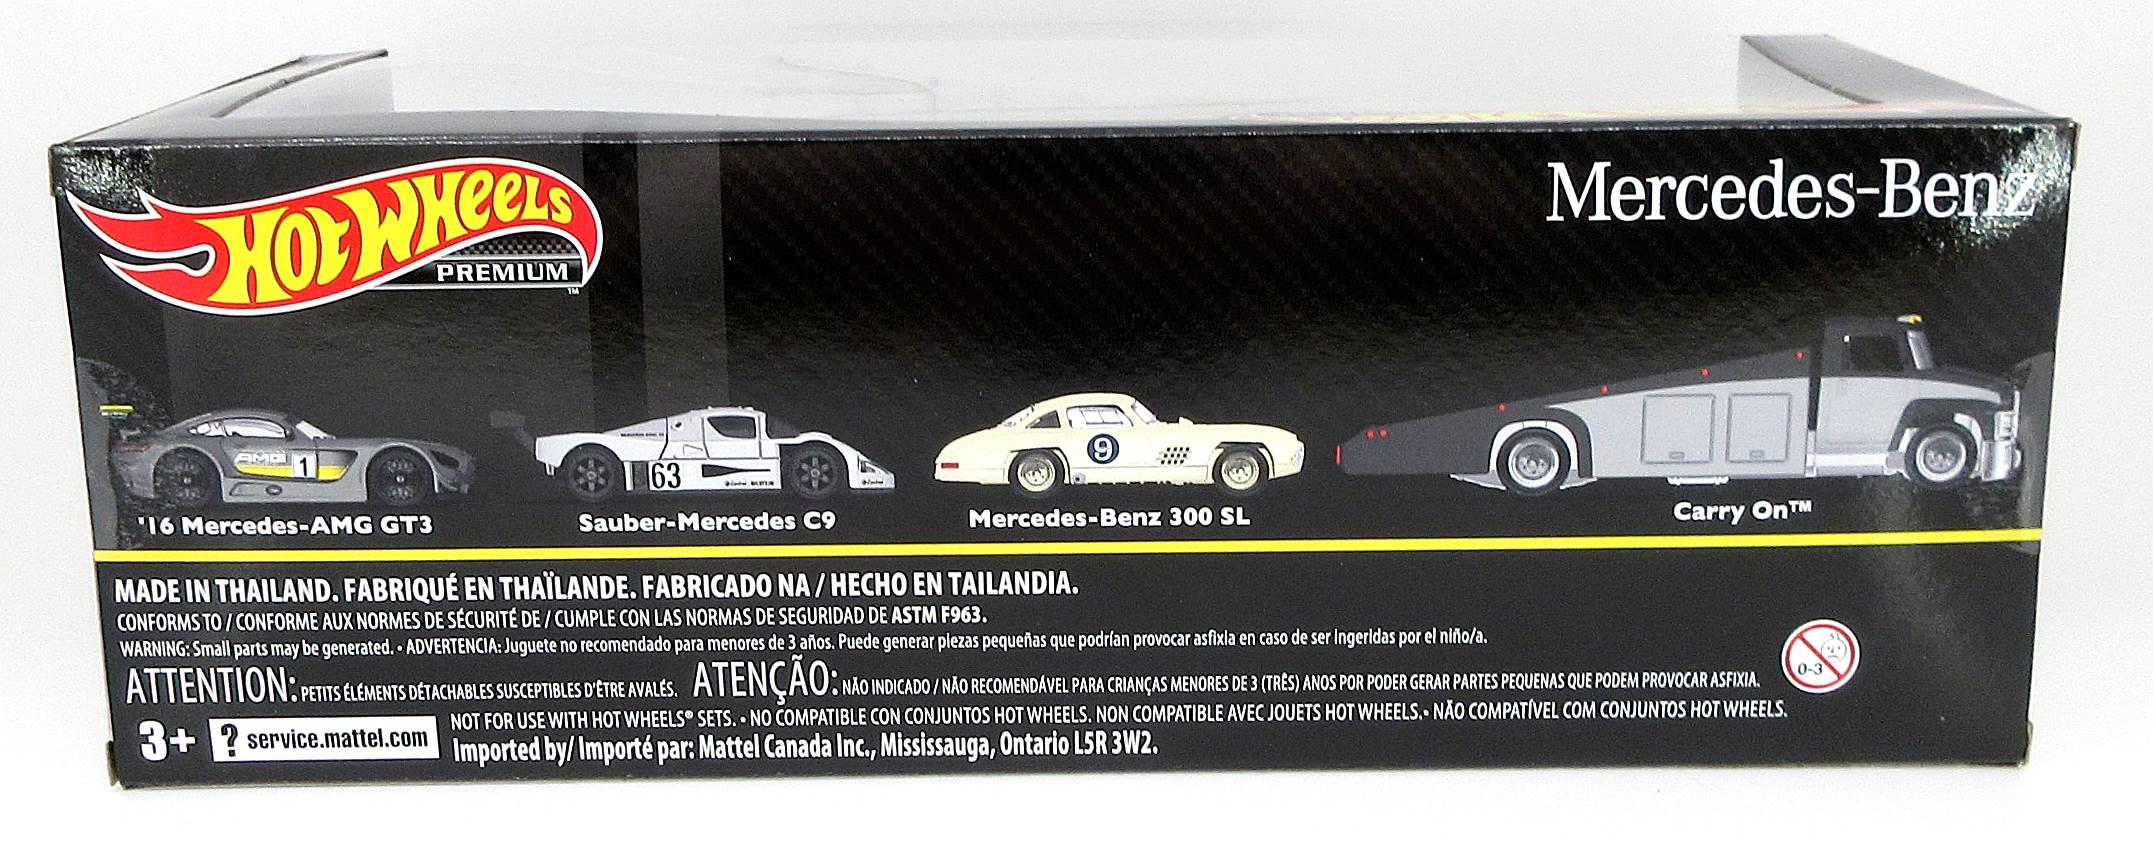 HOT WHEELS
PREMIUM
TM
Mercedes-Benz
AMG
1
63
9
'16 Mercedes-AMG GT3
Sauber-Mercedes C9
Mercedes-Benz 300 SL
Carry On™
MADE IN THAILAND. FABRIQUÉ EN THAÏLANDE. FABRICADO NA / HECHO EN TAILANDIA.
CONFORMS TO / CONFORME AUX NORMES DE SÉCURITÉ DE / CUMPLE CON LAS NORMAS DE SEGURIDAD DE ASTM F963.
WARNING: Small parts may be generated. • ADVERTENCIA: Juguete no recomendado para menores de 3 años. Puede generar piezas pequeñas que podrían provocar asfixia en caso de ser ingeridas por el niño/a.
ATTENTION: PETITS ÉLÉMENTS DÉTACHABLES SUSCEPTIBLES D'ÊTRE AVALÉS. ATENÇÃO: NÃO INDICADO / NÃO RECOMENDÁVEL PARA CRIANÇAS MENORES DE 3 (TRÊS) ANOS POR PODER GERAR PARTES PEQUENAS QUE PODEM PROVOCAR ASFIXIA.
0-3
3+ ? service.mattel.com
NOT FOR USE WITH HOT WHEELS® SETS. • NO COMPATIBLE CON CONJUNTOS HOT WHEELS. NON COMPATIBLE AVEC JOUETS HOT WHEELS. • NÃO COMPATÍVEL COM CONJUNTOS HOT WHEELS.
Imported by/ Importé par: Mattel Canada Inc., Mississauga, Ontario L5R 3W2.